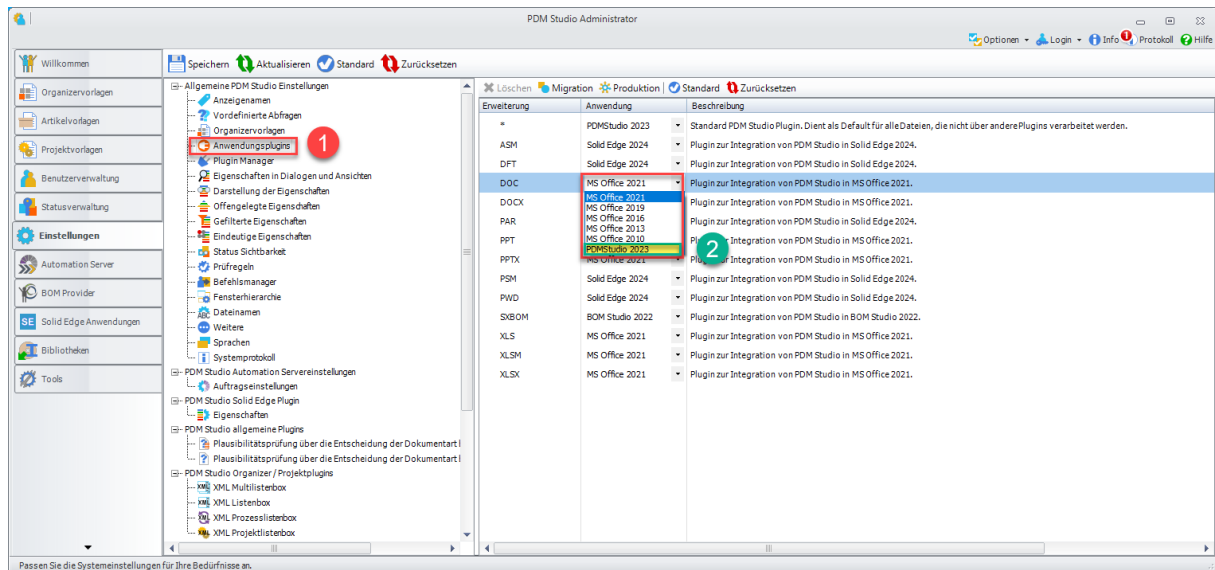 PDM Studio Administrator
Optionen Login Info Protokoll Hilfe
Willkommen
Organizervorlagen
Artikelvorlagen
Projektvorlagen
Benutzerverwaltung
Statusverwaltung
Einstellungen
Automation Server
BOM Provider
SE Solid Edge Anwendungen
Bibliotheken
Tools
Speichern Aktualisieren Standard Zurücksetzen
Allgemeine PDM Studio Einstellungen
Anzeigenamen
Vordefinierte Abfragen
Organizervorlagen
Anwendungsplugins 1
Plugin Manager
Eigenschaften in Dialogen und Ansichten
Darstellung der Eigenschaften
Offengelegte Eigenschaften
Gefilterte Eigenschaften
Eindeutige Eigenschaften
Status Sichtbarkeit
Prüfregeln
Befehlsmanager
Fensterhierarchie
ABC Dateinamen
Weitere
Sprachen
Systemprotokoll
PDM Studio Automation Servereinstellungen
Auftragseinstellungen
PDM Studio Solid Edge Plugin
Eigenschaften
PDM Studio allgemeine Plugins
Plausibilitätsprüfung über die Entscheidung der Dokumentart
Plausibilitätsprüfung über die Entscheidung der Dokumentart
PDM Studio Organizer / Projektplugins
XML Multilistenbox
XML Listenbox
XML Prozesslistenbox
XML Projektlistenbox
Löschen Migration Produktion Standard Zurücksetzen
Erweiterung Anwendung Beschreibung
* PDMStudio 2023 Standard PDM Studio Plugin. Dient als Default für alle Dateien, die nicht über andere Plugins verarbeitet werden.
ASM Solid Edge 2024 Plugin zur Integration von PDM Studio in Solid Edge 2024.
DFT Solid Edge 2024 Plugin zur Integration von PDM Studio in Solid Edge 2024.
DOC MS Office 2021 Plugin zur Integration von PDM Studio in MS Office 2021.
MS Office 2021
MS Office 2019
MS Office 2016
MS Office 2013
MS Office 2010
PDMStudio 2023 2
DOCX Plugin zur Integration von PDM Studio in MS Office 2021.
PAR Plugin zur Integration von PDM Studio in Solid Edge 2024.
PPT zur Integration von PDM Studio in MS Office 2021.
PPTX MS Office 2021 zur Integration von PDM Studio in MS Office 2021.
PSM Solid Edge 2024 Plugin zur Integration von PDM Studio in Solid Edge 2024.
PWD Solid Edge 2024 Plugin zur Integration von PDM Studio in Solid Edge 2024.
SXBOM BOM Studio 2022 Plugin zur Integration von PDM Studio in BOM Studio 2022.
XLS MS Office 2021 Plugin zur Integration von PDM Studio in MS Office 2021.
XLSM MS Office 2021 Plugin zur Integration von PDM Studio in MS Office 2021.
XLSX MS Office 2021 Plugin zur Integration von PDM Studio in MS Office 2021.
Passen Sie die Systemeinstellungen für Ihre Bedürfnisse an.